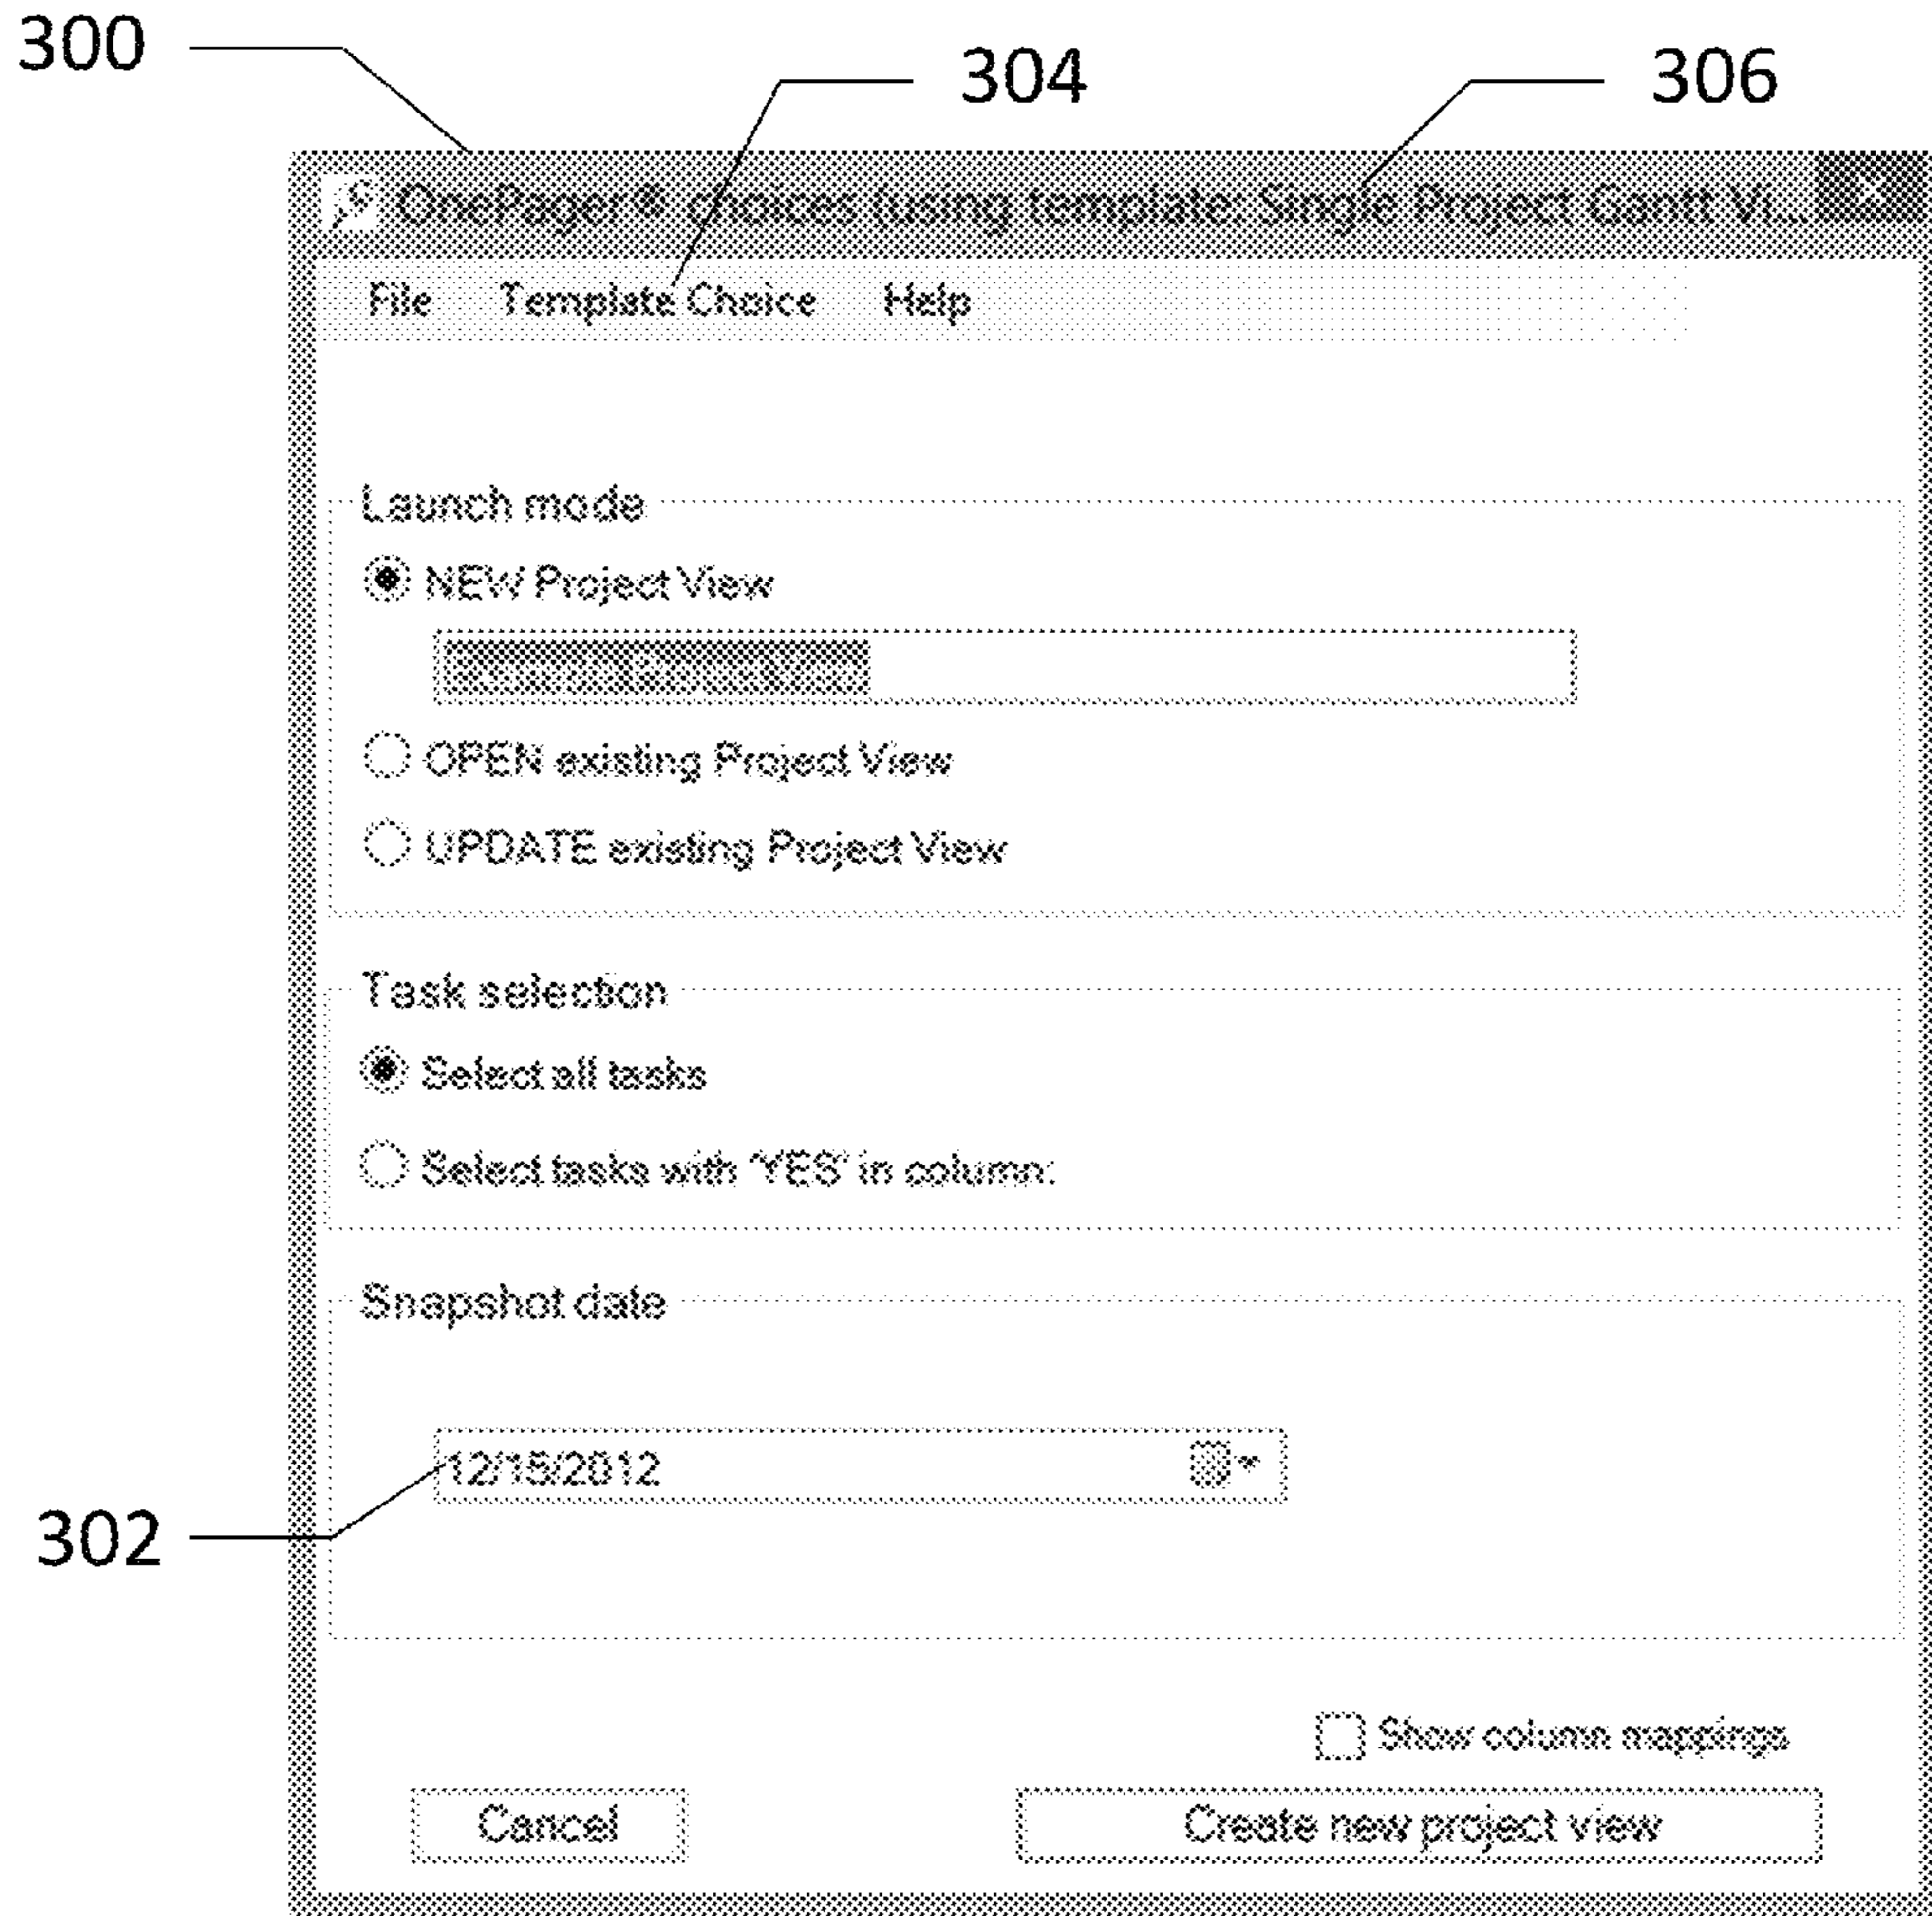 300
304
306
OnePager® choices (using template: Single Project Gantt Vi...
File Template Choice Help
Launch mode
NEW Project View
OPEN existing Project View
UPDATE existing Project View
Task selection
Select all tasks
Select tasks with 'YES' in column:
Snapshot date
12/15/2012
302
Show column mappings
Cancel Create new project view